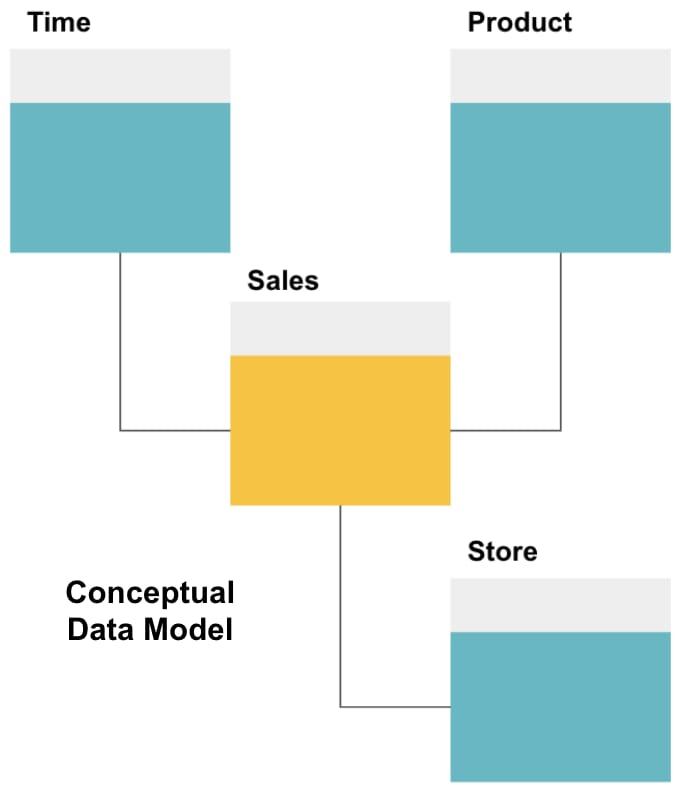 Time
Product
Sales
Store
Conceptual
Data Model